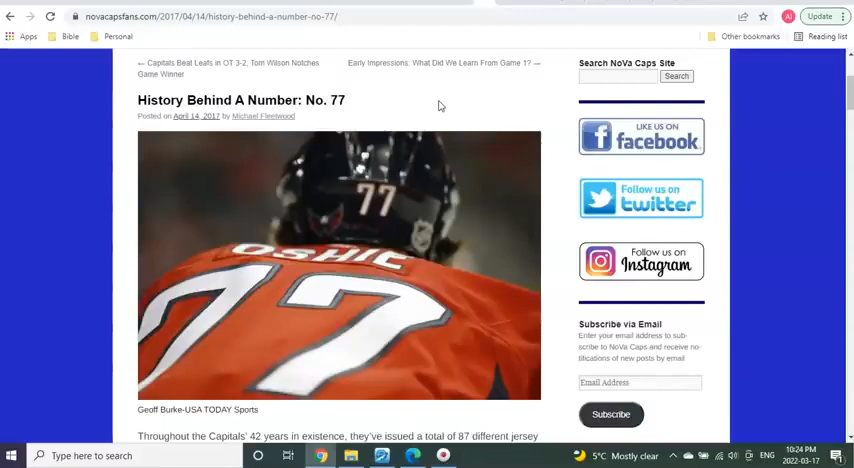 novacapsfans.com/2017/04/14/history-behind-a-number-no-77/
Update
Apps
Bible
Personal
Other bookmarks
Reading list
← Capitals Beat Leafs in OT 3-2, Tom Wilson Notches
Game Winner
Early Impressions: What Did We Learn From Game 1? →
History Behind A Number: No. 77
Posted on April 14, 2017 by Michael Fleetwood
77
OSHIE
77
Geoff Burke-USA TODAY Sports
Throughout the Capitals' 42 years in existence, they've issued a total of 87 different jersey
Search NoVa Caps Site
Search
LIKE US ON
facebook
Follow us on
twitter
Follow us on
Instagram
Subscribe via Email
Enter your email address to sub-
scribe to NoVa Caps and receive no-
tifications of new posts by email
Email Address
Subscribe
Type here to search
5°C Mostly clear
ENG
10:24 PM
2022-03-17